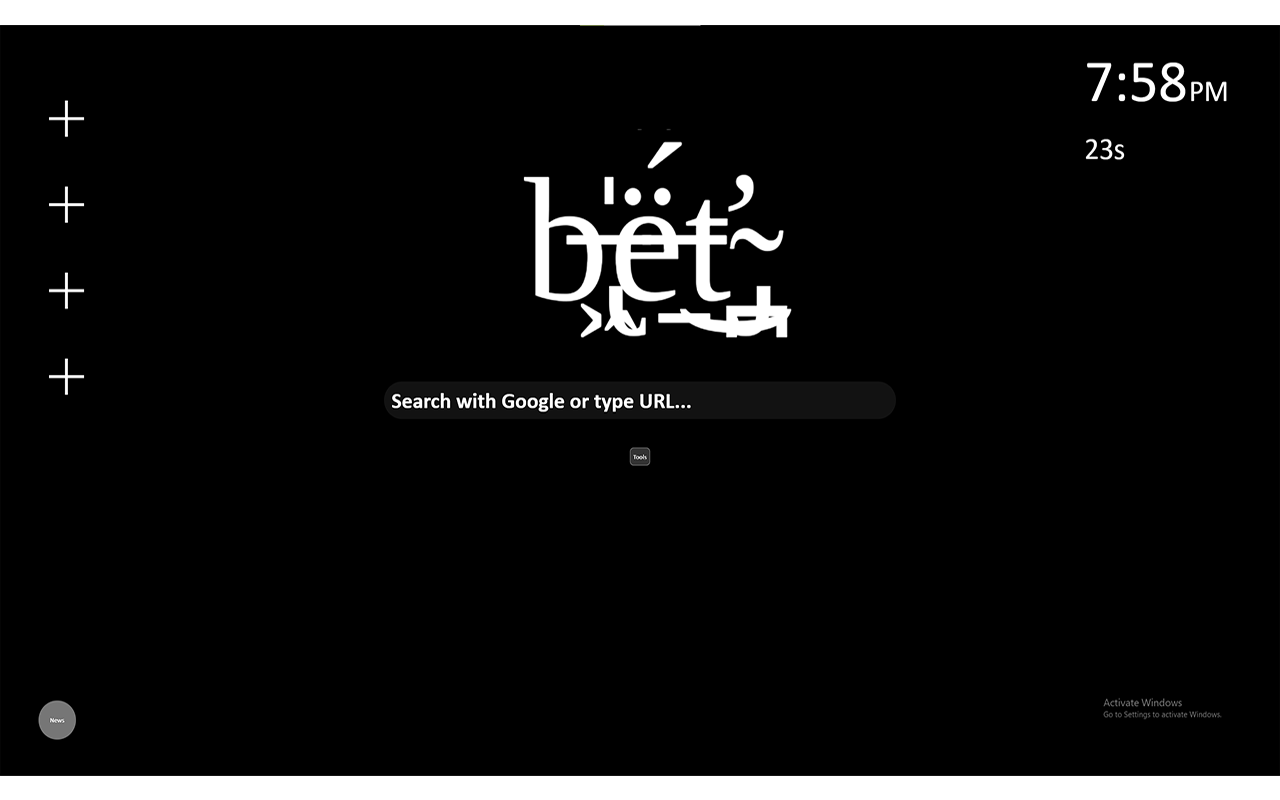 7:58PM
23s
bët
Search with Google or type URL...
Tools
News
Activate Windows
Go to Settings to activate Windows.